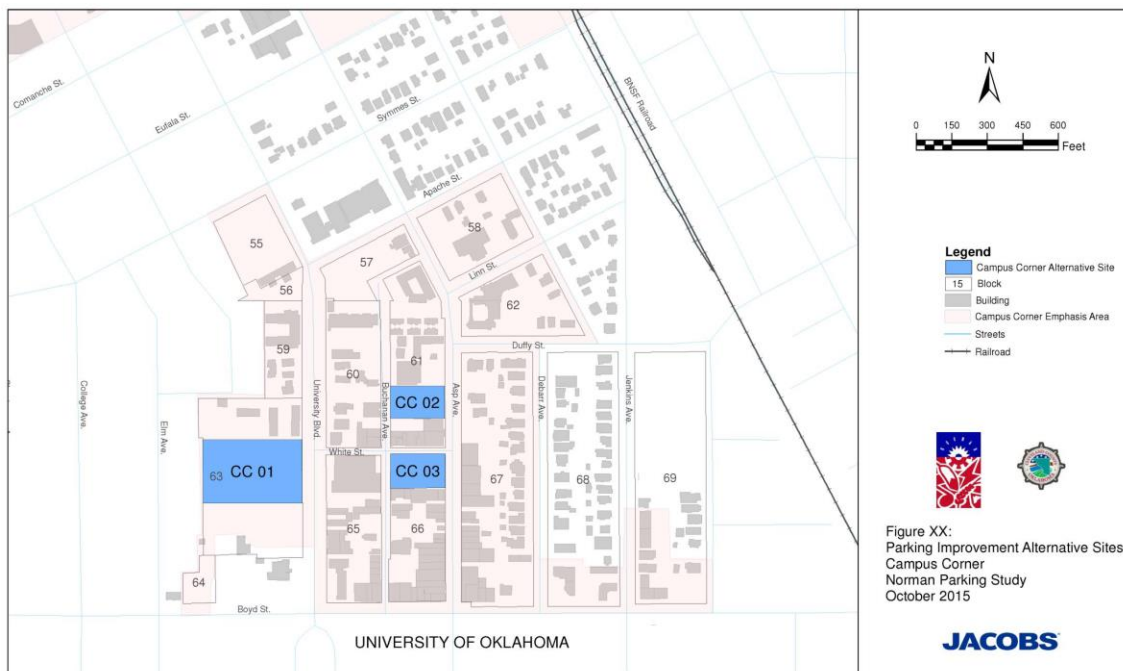 Comanche St.
Eufala St.
Symmes St.
Apache St.
BNSF Railroad
55
58
57
Linn St.
56
62
59
Duffy St.
60
61
College Ave.
Elm Ave.
University Blvd.
Buchanan Ave.
CC 02
Asp Ave.
Debarr Ave.
Jenkins Ave.
White St.
63
CC 01
CC 03
67
68
69
65
66
64
Boyd St.
UNIVERSITY OF OKLAHOMA
N
0 150 300 450 600
Feet
Legend
Campus Corner Alternative Site
15 Block
Building
Campus Corner Emphasis Area
Streets
Railroad
Figure XX:
Parking Improvement Alternative Sites
Campus Corner
Norman Parking Study
October 2015
JACOBS